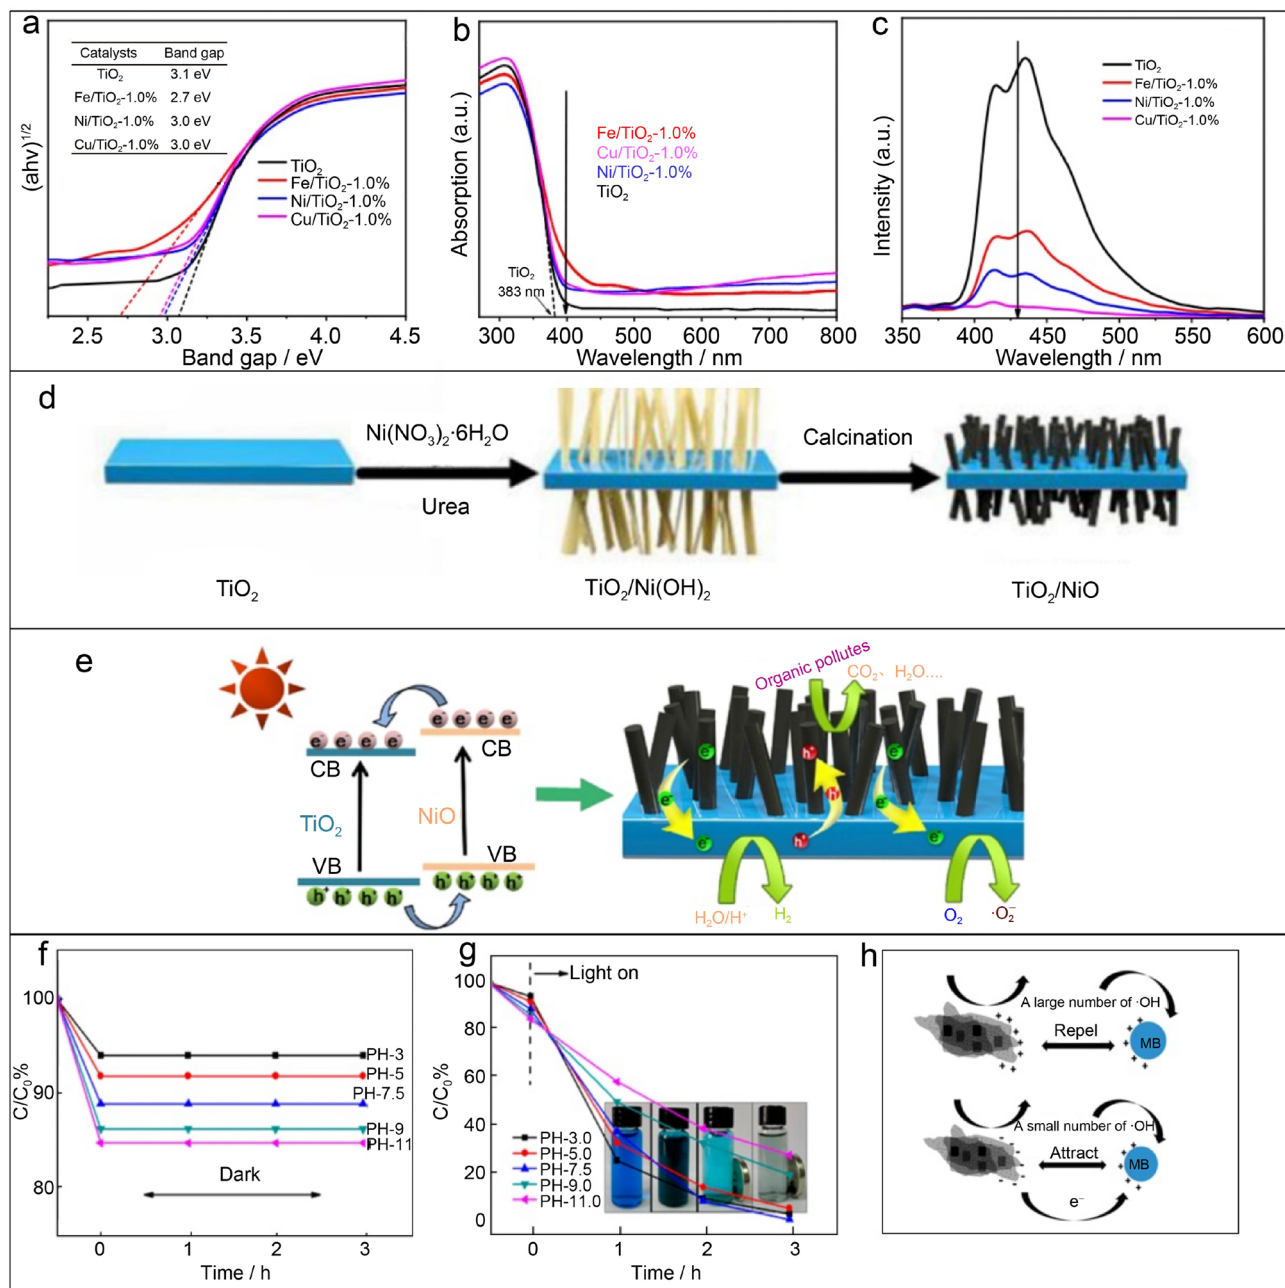 a
Catalysts Band gap
TiO₂ 3.1 eV
Fe/TiO₂-1.0% 2.7 eV
Ni/TiO₂-1.0% 3.0 eV
Cu/TiO₂-1.0% 3.0 eV
TiO₂
Fe/TiO₂-1.0%
Ni/TiO₂-1.0%
Cu/TiO₂-1.0%
(ahv)^1/2
2.5 3.0 3.5 4.0 4.5
Band gap / eV
b
Fe/TiO₂-1.0%
Cu/TiO₂-1.0%
Ni/TiO₂-1.0%
TiO₂
Absorption (a.u.)
TiO₂
383 nm
300 400 500 600 700 800
Wavelength / nm
c
TiO₂
Fe/TiO₂-1.0%
Ni/TiO₂-1.0%
Cu/TiO₂-1.0%
Intensity (a.u.)
350 400 450 500 550 600
Wavelength / nm
d
Ni(NO₃)₂·6H₂O
Urea
Calcination
TiO₂
TiO₂/Ni(OH)₂
TiO₂/NiO
e
e⁻ e⁻ e⁻ e⁻
e⁻ e⁻ e⁻ e⁻
CB
CB
TiO₂
NiO
VB
VB
h⁺ h⁺ h⁺ h⁺
h⁺ h⁺ h⁺ h⁺
Organic pollutes
CO₂、H₂O....
e⁻
h⁺
e⁻
e⁻
h
e⁻
e⁻
h⁺
e⁻
H₂O/H⁺
H₂
O₂
·O₂⁻
f
100
90
80
C/C₀%
PH-3
PH-5
PH-7.5
PH-9
PH-11
Dark
0 1 2 3
Time / h
g
Light on
100
80
60
40
20
0
C/C₀%
PH-3.0
PH-5.0
PH-7.5
PH-9.0
PH-11.0
0 1 2 3
Time / h
h
A large number of ·OH
Repel
MB
A small number of ·OH
Attract
MB
e⁻